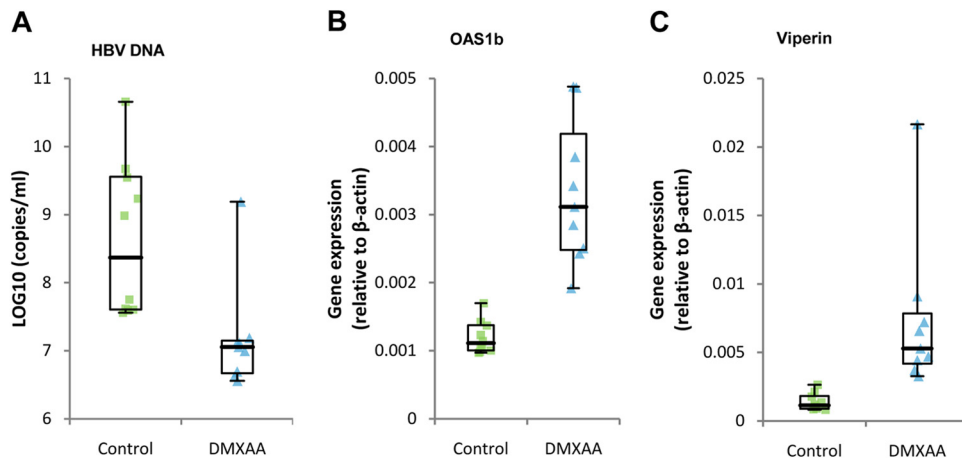 A
HBV DNA
LOG10 (copies/ml)
11
10
9
8
7
6
Control
DMXAA
B
OAS1b
Gene expression
(relative to β-actin)
0.005
0.004
0.003
0.002
0.001
0
Control
DMXAA
C
Viperin
Gene expression
(relative to β-actin)
0.025
0.02
0.015
0.01
0.005
0
Control
DMXAA